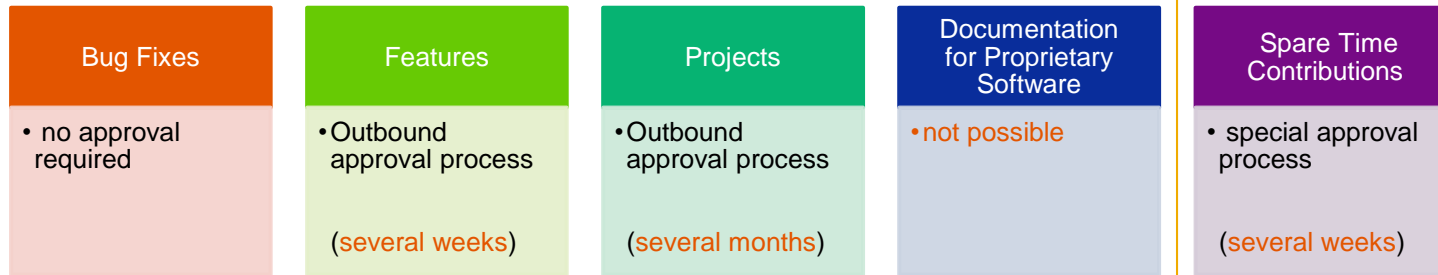 Bug Fixes
• no approval
required
Features
•Outbound
approval process
(several weeks)
Projects
•Outbound
approval process
(several months)
Documentation
for Proprietary
Software
•not possible
Spare Time
Contributions
• special approval
process
(several weeks)